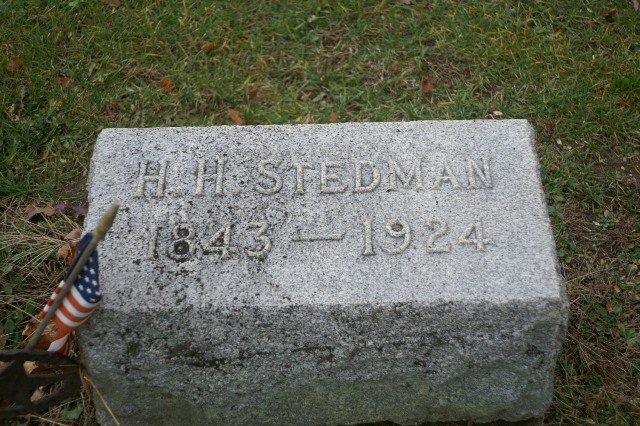 H. H. STEDMAN
1843 — 1924